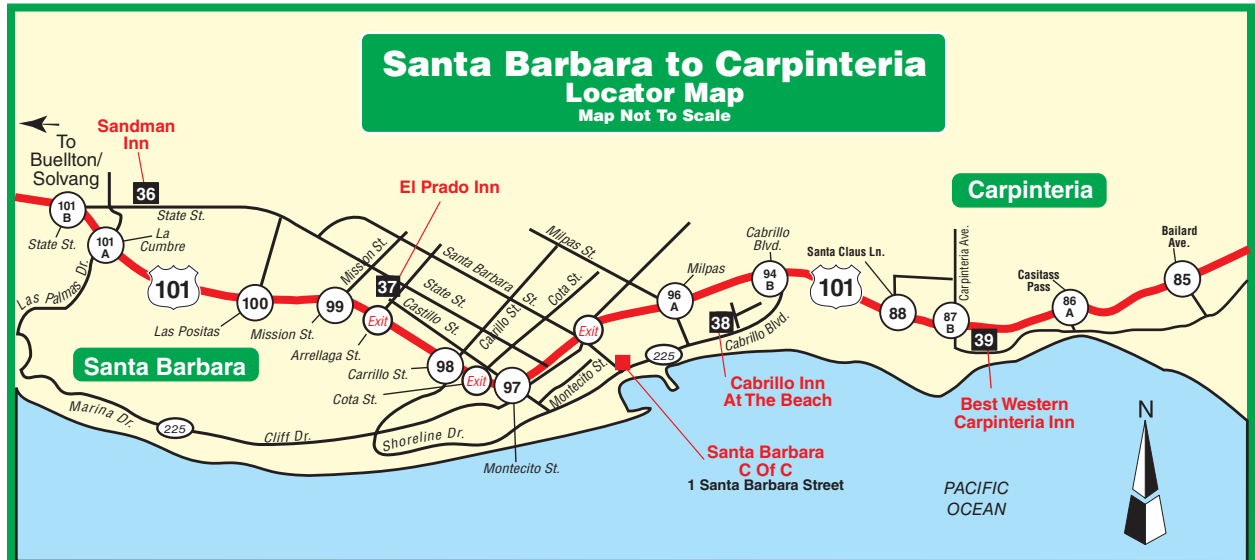 Santa Barbara to Carpinteria
Locator Map
Map Not To Scale
To
Buellton/
Solvang
Sandman
Inn
36
State St.
101
B
State St.
101
A
La
Cumbre
Las Palmas Dr.
101
100
Las Positas
99
Mission St.
Mission St.
El Prado Inn
37
Exit
Arrellaga St.
Santa Barbara St.
State St.
Castillo St.
Carrillo St.
Cota St.
98
Carrillo St.
Exit
Cota St.
97
Montecito St.
Montecito St.
Exit
Milpas St.
96
A
Milpas
Cabrillo
Blvd.
94
B
38
Cabrillo Blvd.
225
Cabrillo Inn
At The Beach
Santa Barbara
C Of C
1 Santa Barbara Street
Santa Barbara
Marina Dr.
225
Cliff Dr.
Shoreline Dr.
Carpinteria
101
Santa Claus Ln.
88
Carpinteria Ave.
87
B
39
Best Western
Carpinteria Inn
Casitass
Pass
86
A
Bailard
Ave.
85
N
PACIFIC
OCEAN